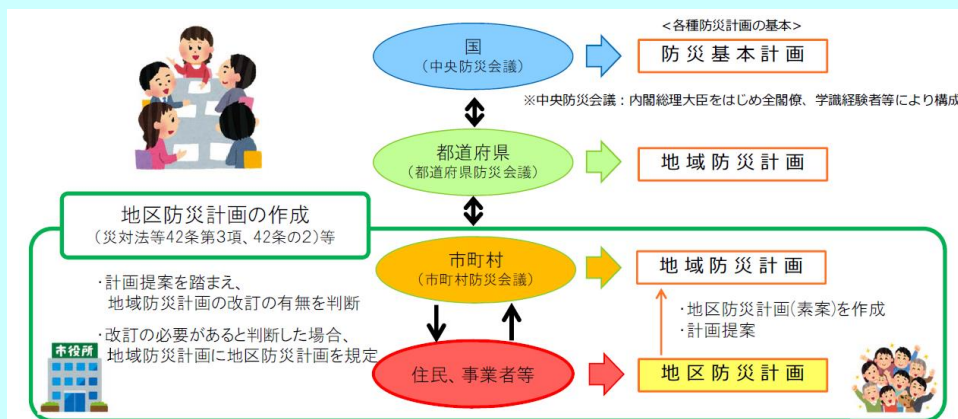 <各種防災計画の基本>
国
(中央防災会議)
防災基本計画
※中央防災会議：内閣総理大臣をはじめ全閣僚、学識経験者等により構成
都道府県
(都道府県防災会議)
地域防災計画
地区防災計画の作成
(災対法等42条第3項、42条の2)等
市町村
(市町村防災会議)
地域防災計画
・計画提案を踏まえ、
地域防災計画の改訂の有無を判断
・改訂の必要があると判断した場合、
地域防災計画に地区防災計画を規定
・地区防災計画(素案)を作成
・計画提案
市役所
住民、事業者等
地区防災計画